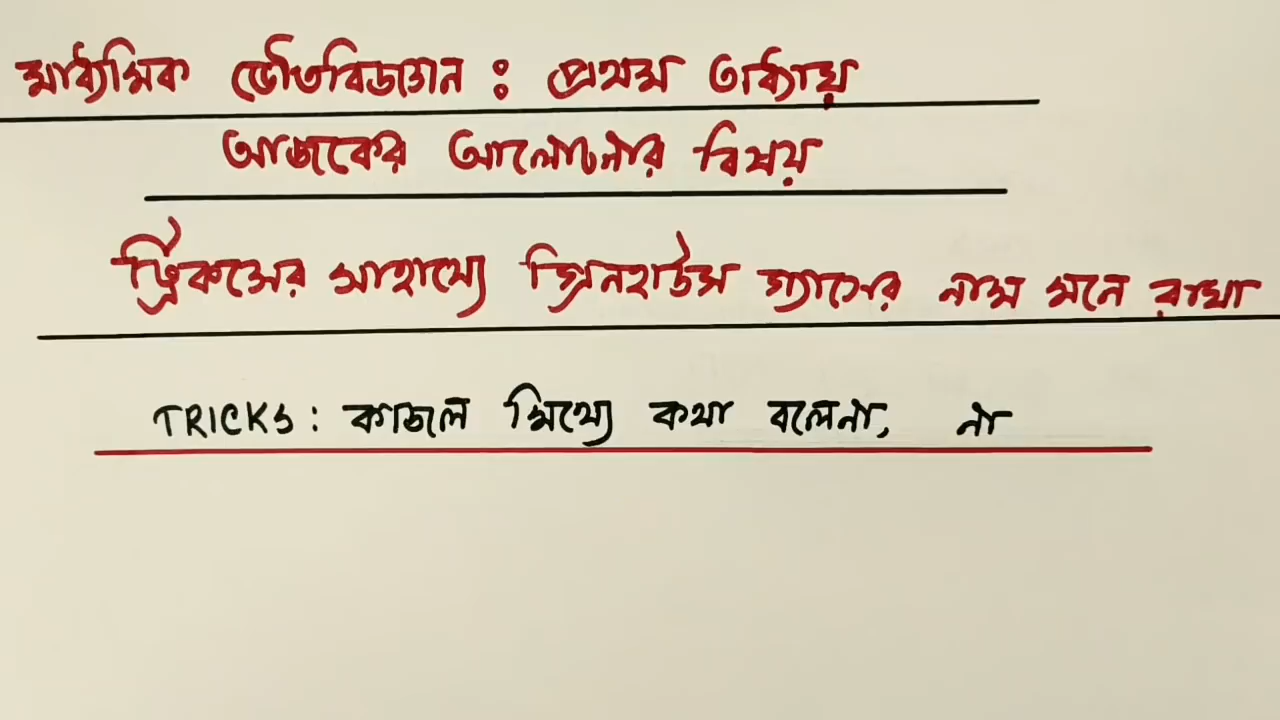 মাধ্যমিক ভৌতবিজ্ঞান : প্রথম অধ্যায়
আজকের আলোচনার বিষয়
ট্রিকসের সাহায্যে গ্রিনহাউস গ্যাসের নাম মনে রাখা
TRICKS : কাজল মিথ্যে কথা বলেনা, না